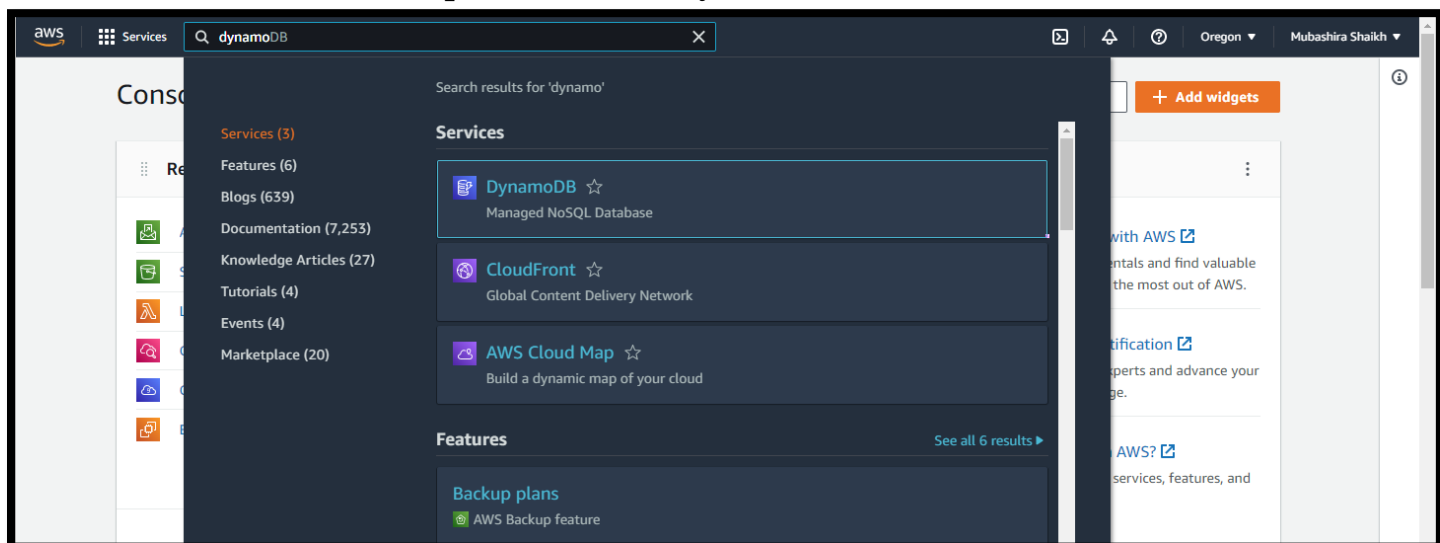 aws Services dynamoDB Oregon Mubashira Shaikh
Search results for 'dynamo'
Add widgets
Services (3)
Features (6)
Blogs (639)
Documentation (7,253)
Knowledge Articles (27)
Tutorials (4)
Events (4)
Marketplace (20)
Services
DynamoDB
Managed NoSQL Database
CloudFront
Global Content Delivery Network
AWS Cloud Map
Build a dynamic map of your cloud
Features See all 6 results
Backup plans
AWS Backup feature
with AWS
and find valuable
the most out of AWS.
and advance your
AWS?
services, features, and